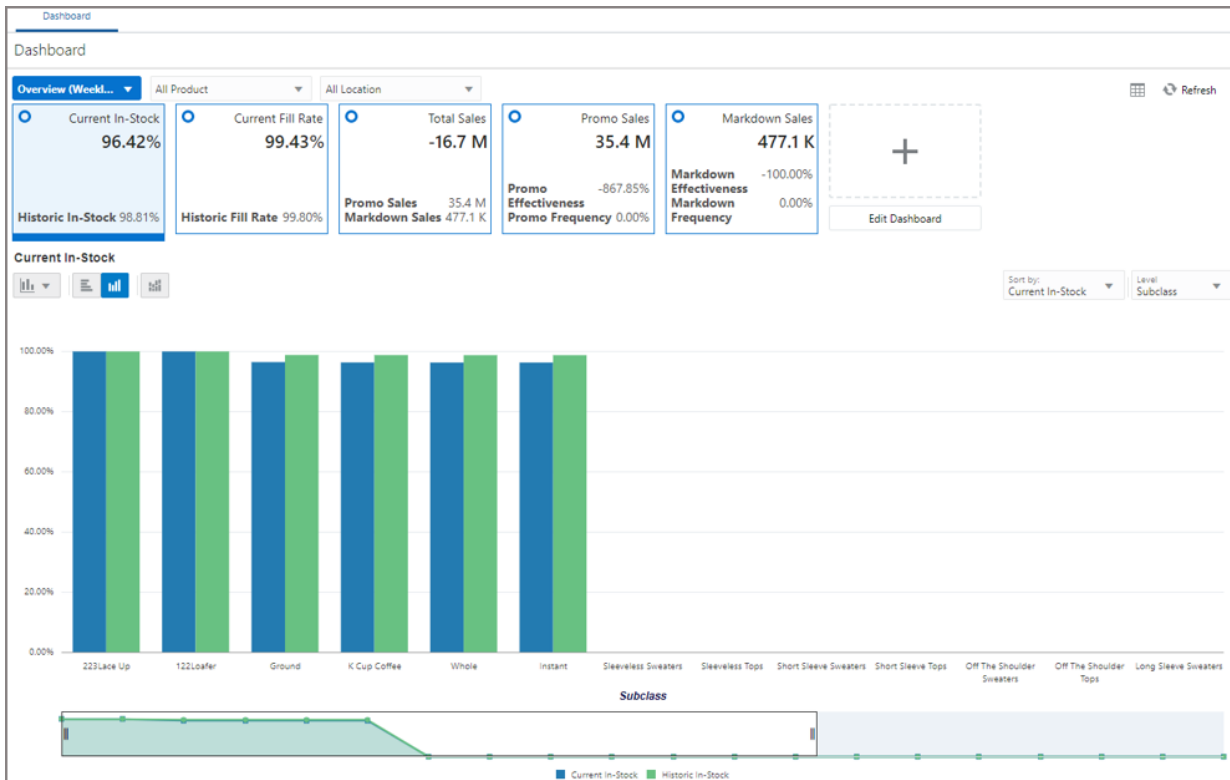 Dashboard
Dashboard
Overview (Weekl...
All Product
All Location
Refresh
Current In-Stock
96.42%
Historic In-Stock 98.81%
Current Fill Rate
99.43%
Historic Fill Rate 99.80%
Total Sales
-16.7 M
Promo Sales 35.4 M
Markdown Sales 477.1 K
Promo Sales
35.4 M
Promo -867.85%
Effectiveness
Promo Frequency 0.00%
Markdown Sales
477.1 K
Markdown -100.00%
Effectiveness
Markdown 0.00%
Frequency
+
Edit Dashboard
Current In-Stock
Sort by:
Current In-Stock
Level
Subclass
100.00%
80.00%
60.00%
40.00%
20.00%
0.00%
223Lace Up
122Loafer
Ground
K Cup Coffee
Whole
Instant
Sleeveless Sweaters
Sleeveless Tops
Short Sleeve Sweaters
Short Sleeve Tops
Off The Shoulder
Sweaters
Off The Shoulder
Tops
Long Sleeve Sweaters
Subclass
Current In-Stock
Historic In-Stock